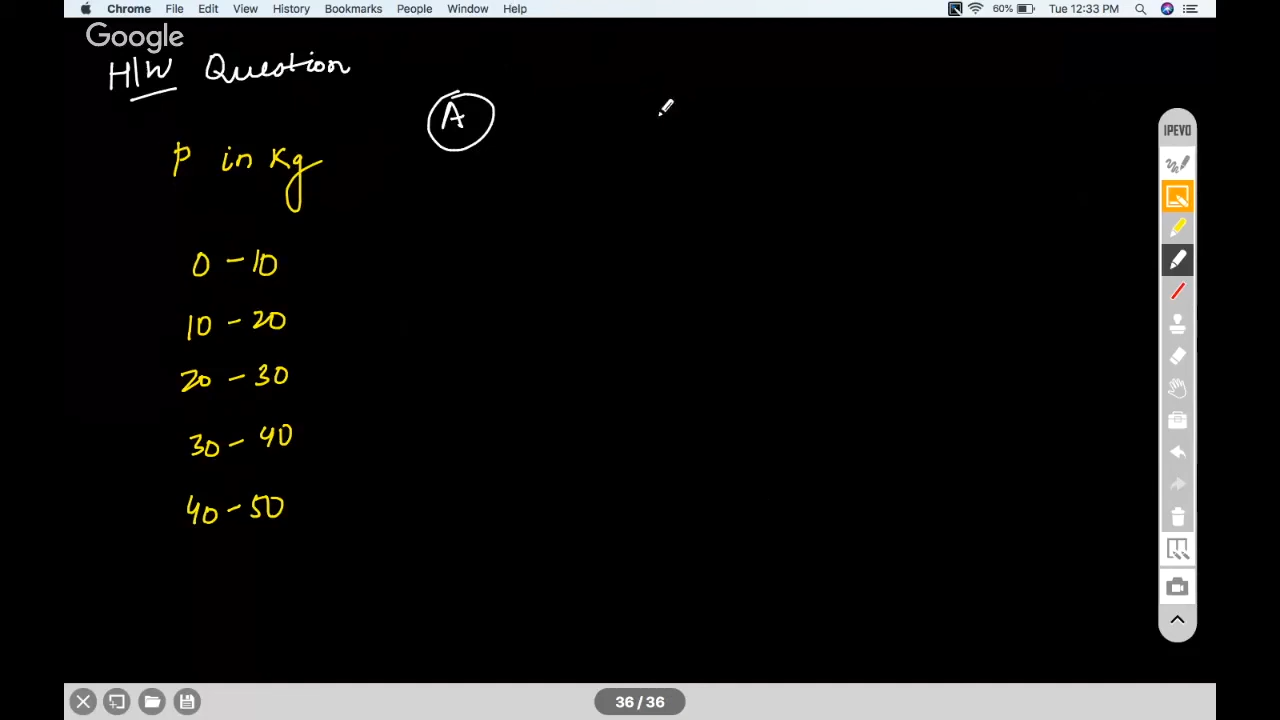 Chrome File Edit View History Bookmarks People Window Help 60% Tue 12:33 PM
Google
H/W Question
A
P in Kg
0 - 10
10 - 20
20 - 30
30 - 40
40 - 50
IPEVO
36 / 36